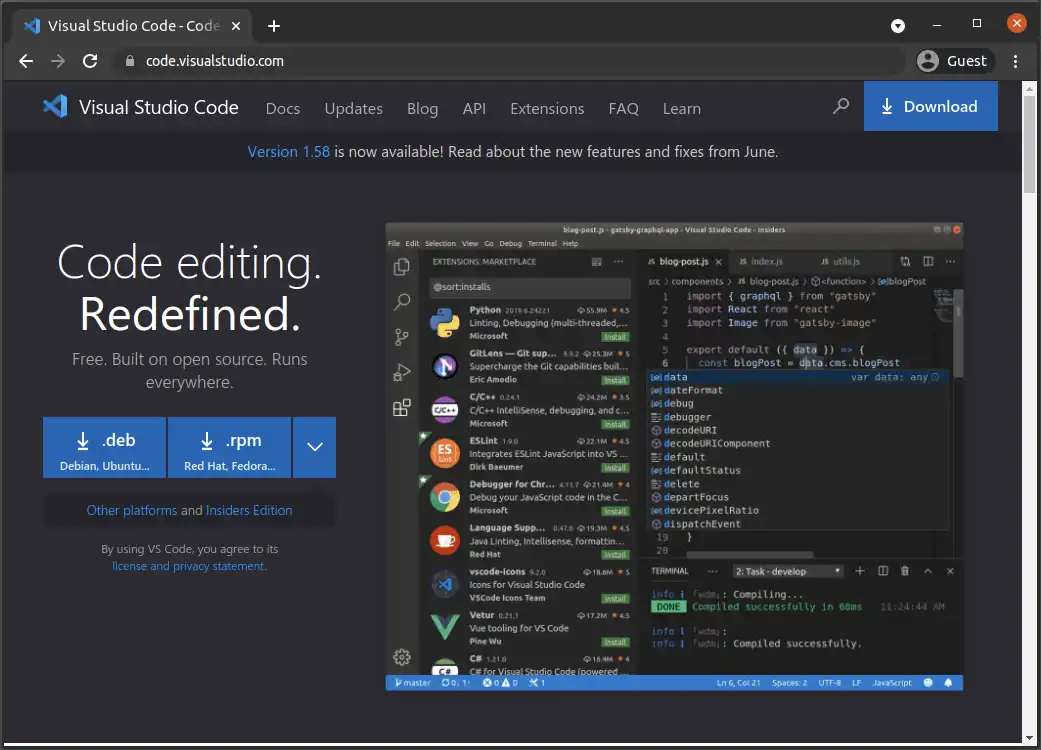 Visual Studio Code - Code
code.visualstudio.com
Guest
Visual Studio Code
Docs
Updates
Blog
API
Extensions
FAQ
Learn
Download
Version 1.58 is now available! Read about the new features and fixes from June.
Code editing.
Redefined.
Free. Built on open source. Runs
everywhere.
.deb
Debian, Ubuntu...
.rpm
Red Hat, Fedora...
Other platforms and Insiders Edition
By using VS Code, you agree to its
license and privacy statement.
blog-post.js - gatsby-graphql-app - Visual Studio Code - Insiders
File Edit Selection View Go Debug Terminal Help
EXTENSIONS: MARKETPLACE
@sort:installs
Python 2019.6.24221 55.9M 4.5
Linting, Debugging (multi-threaded,...
Microsoft Install
GitLens — Git sup... 9.9.2 25.3M 5
Supercharge the Git capabilities buil...
Eric Amodio Install
C/C++ 0.24.1 24.2M 3.5
C/C++ IntelliSense, debugging, and c...
Microsoft Install
ESLint 1.9.0 22.1M 4.5
Integrates ESLint JavaScript into VS ...
Dirk Baeumer Install
Debugger for Chr... 4.11.7 21.4M 4
Debug your JavaScript code in the C...
Microsoft Install
Language Supp... 0.47.0 19.3M 4.5
Java Linting, Intellisense, formattin...
Red Hat Install
vscode-icons 9.2.0 18.6M 5
Icons for Visual Studio Code
VSCode Icons Team Install
Vetur 0.21.1 17.2M 4.5
Vue tooling for VS Code
Pine Wu Install
C# 1.21.0 16.4M 4
C# for Visual Studio Code (powered ...
JS blog-post.js
JS index.js
JS utils.js
src > components > JS blog-post.js > <function> > blogPost
1 import { graphql } from "gatsby"
2 import React from "react"
3 import Image from "gatsby-image"
4
5 export default ({ data }) => {
6 const blogPost = data.cms.blogPost
data var data: any
dateFormat
debug
debugger
decodeURI
decodeURIComponent
default
defaultStatus
delete
departFocus
devicePixelRatio
dispatchEvent
19 }
20
TERMINAL ... 2: Task - develop
info ｢wdm｣: Compiling...
DONE Compiled successfully in 68ms 11:24:44 AM
info ｢wdm｣:
info ｢wdm｣: Compiled successfully.
master 0 0 1 Ln 6, Col 21 Spaces: 2 UTF-8 LF JavaScript